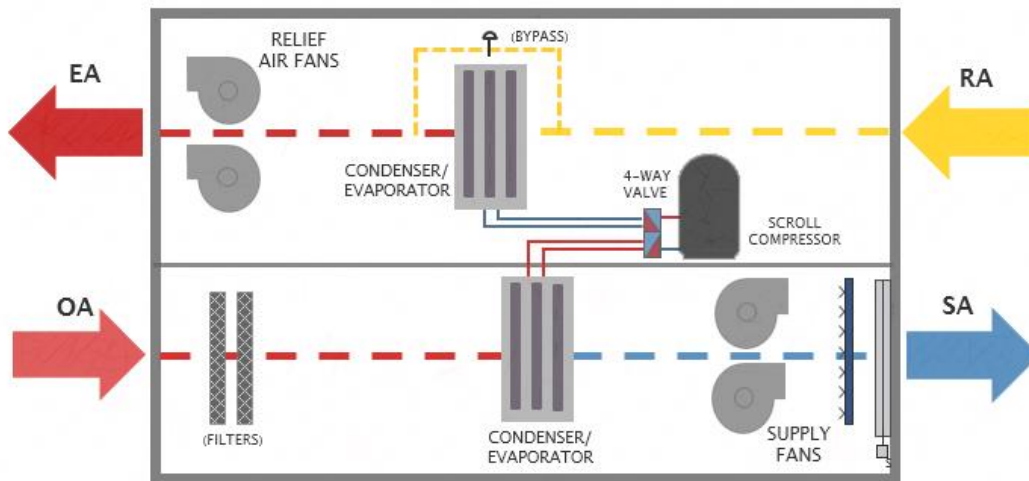 RELIEF
AIR FANS
(BYPASS)
EA
RA
CONDENSER/
EVAPORATOR
4-WAY
VALVE
SCROLL
COMPRESSOR
OA
SA
(FILTERS)
CONDENSER/
EVAPORATOR
SUPPLY
FANS
S